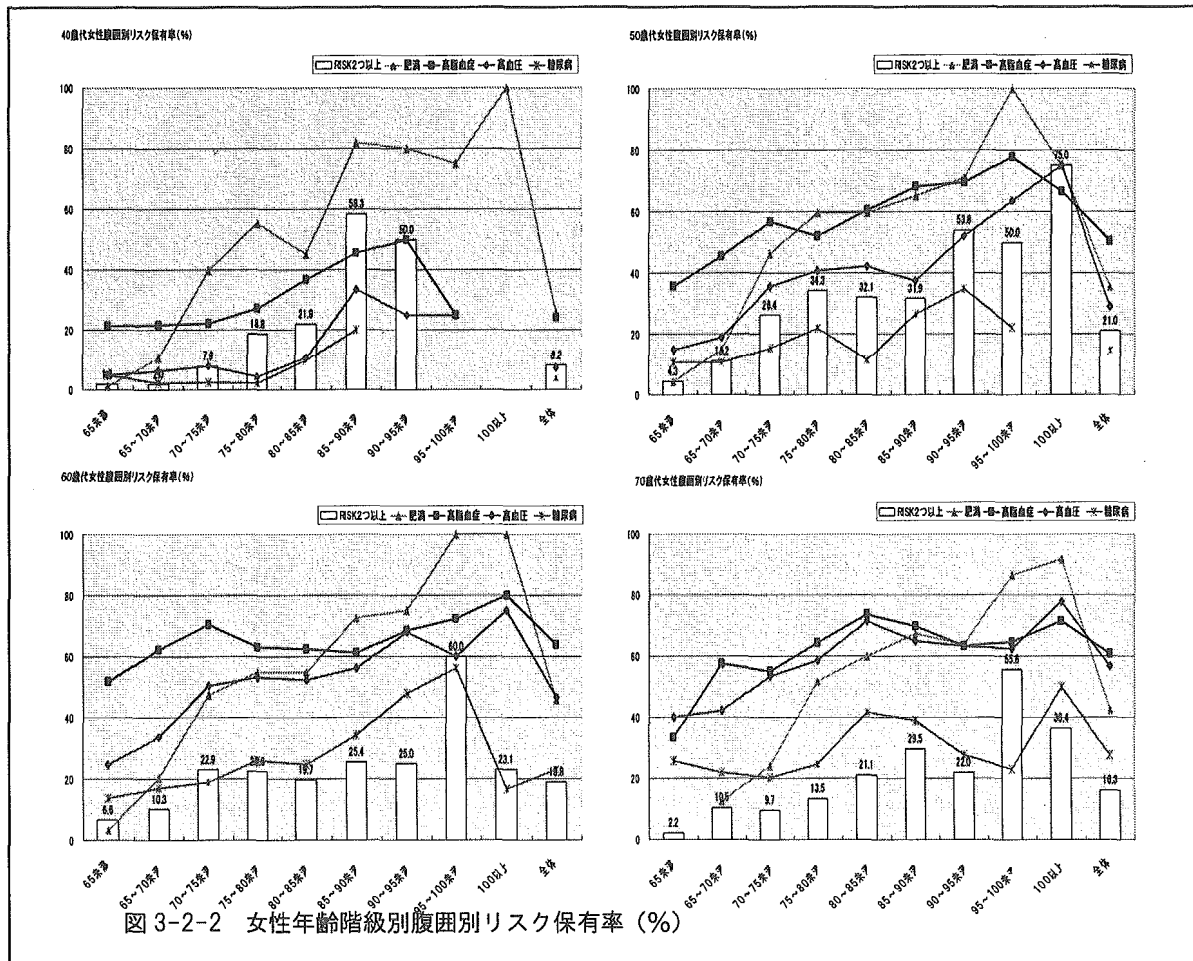 40歳代女性腹囲別リスク保有率(%)
RISK2つ以上 肥満 高脂血症 高血圧 糖尿病
100
80
60
40
20
0
7.8
18.8
21.9
58.3
50.0
8.2
65未満
65～70未満
70～75未満
75～80未満
80～85未満
85～90未満
90～95未満
95～100未満
100以上
全体
50歳代女性腹囲別リスク保有率(%)
RISK2つ以上 肥満 高脂血症 高血圧 糖尿病
100
80
60
40
20
0
4.3
26.4
34.3
32.1
31.9
53.8
50.0
75.0
21.0
65未満
65～70未満
70～75未満
75～80未満
80～85未満
85～90未満
90～95未満
95～100未満
100以上
全体
60歳代女性腹囲別リスク保有率(%)
RISK2つ以上 肥満 高脂血症 高血圧 糖尿病
100
80
60
40
20
0
6.6
10.3
22.9
19.7
25.4
25.0
60.0
23.1
18.8
65未満
65～70未満
70～75未満
75～80未満
80～85未満
85～90未満
90～95未満
95～100未満
100以上
全体
70歳代女性腹囲別リスク保有率(%)
RISK2つ以上 肥満 高脂血症 高血圧 糖尿病
100
80
60
40
20
0
2.2
10.5
9.7
13.5
21.1
29.5
22.0
55.6
16.3
65未満
65～70未満
70～75未満
75～80未満
80～85未満
85～90未満
90～95未満
95～100未満
100以上
全体
図 3-2-2 女性年齢階級別腹囲別リスク保有率（%）